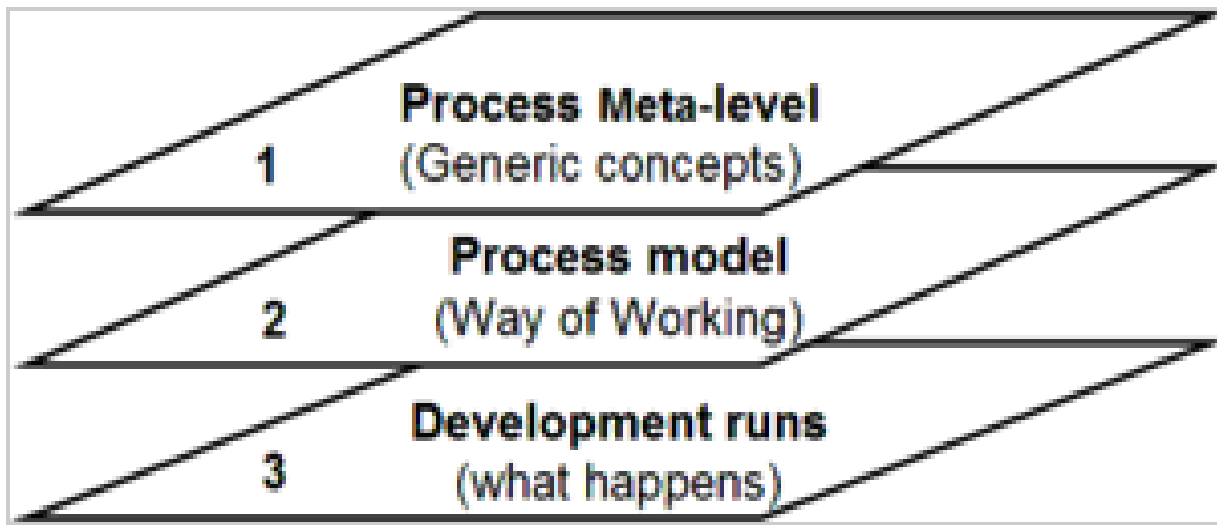 Process Meta-level
1 (Generic concepts)
Process model
2 (Way of Working)
Development runs
3 (what happens)